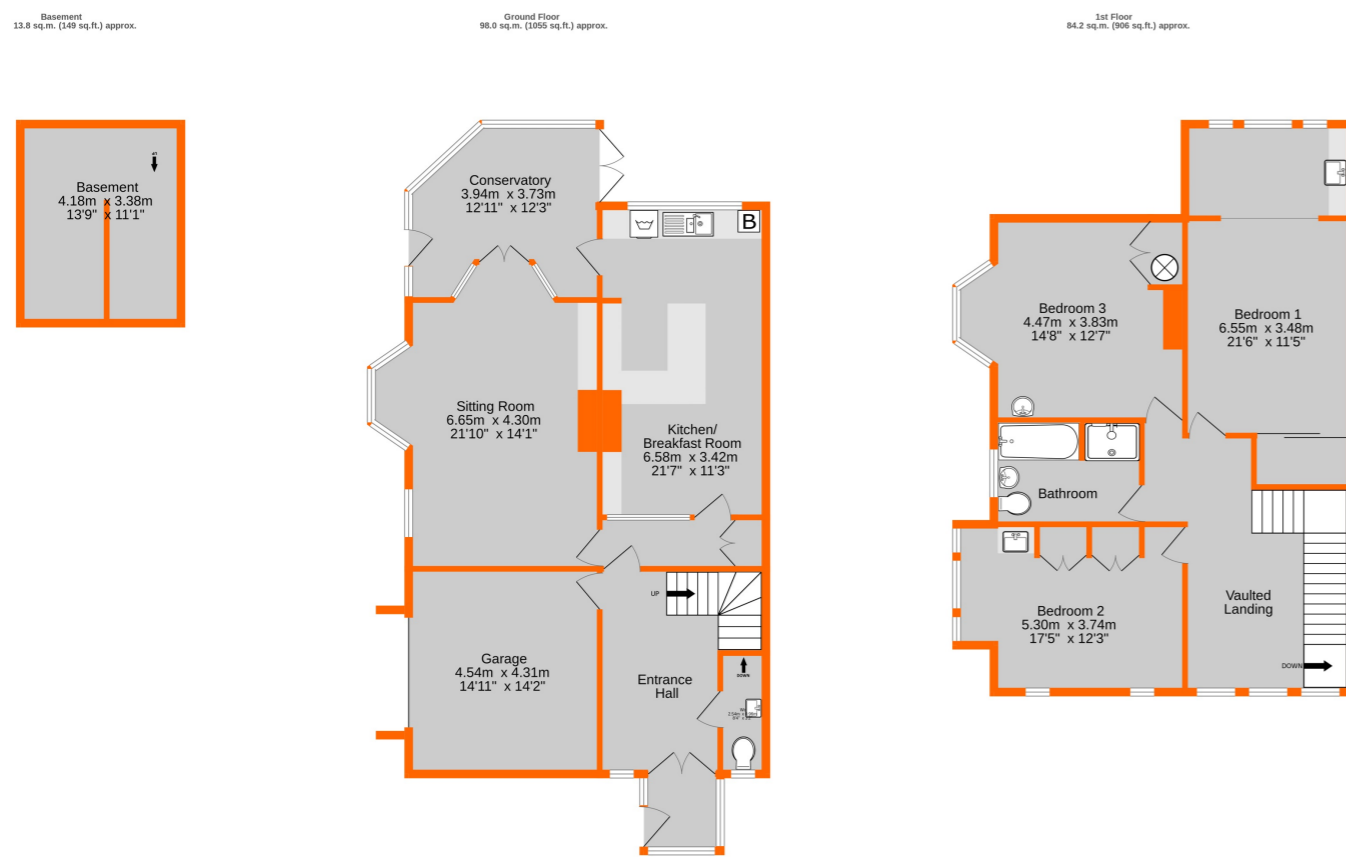 Basement
13.8 sq.m. (149 sq.ft.) approx.
Ground Floor
98.0 sq.m. (1055 sq.ft.) approx.
1st Floor
84.2 sq.m. (906 sq.ft.) approx.
Basement
4.18m x 3.38m
13'9" x 11'1"
Conservatory
3.94m x 3.73m
12'11" x 12'3"
B
Sitting Room
6.65m x 4.30m
21'10" x 14'1"
Kitchen/
Breakfast Room
6.58m x 3.42m
21'7" x 11'3"
UP
Garage
4.54m x 4.31m
14'11" x 14'2"
Entrance
Hall
DOWN
Bedroom 3
4.47m x 3.83m
14'8" x 12'7"
Bedroom 1
6.55m x 3.48m
21'6" x 11'5"
Bathroom
Bedroom 2
5.30m x 3.74m
17'5" x 12'3"
Vaulted
Landing
DOWN